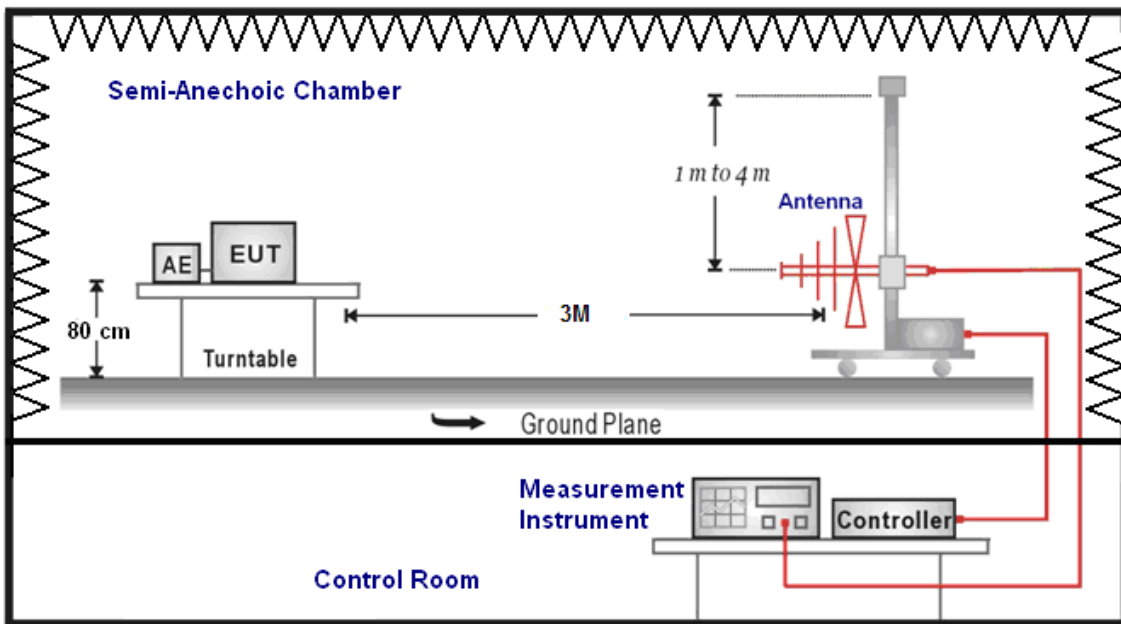 Semi-Anechoic Chamber
1 m to 4 m
Antenna
AE
EUT
80 cm
3M
Turntable
Ground Plane
Measurement
Instrument
Controller
Control Room